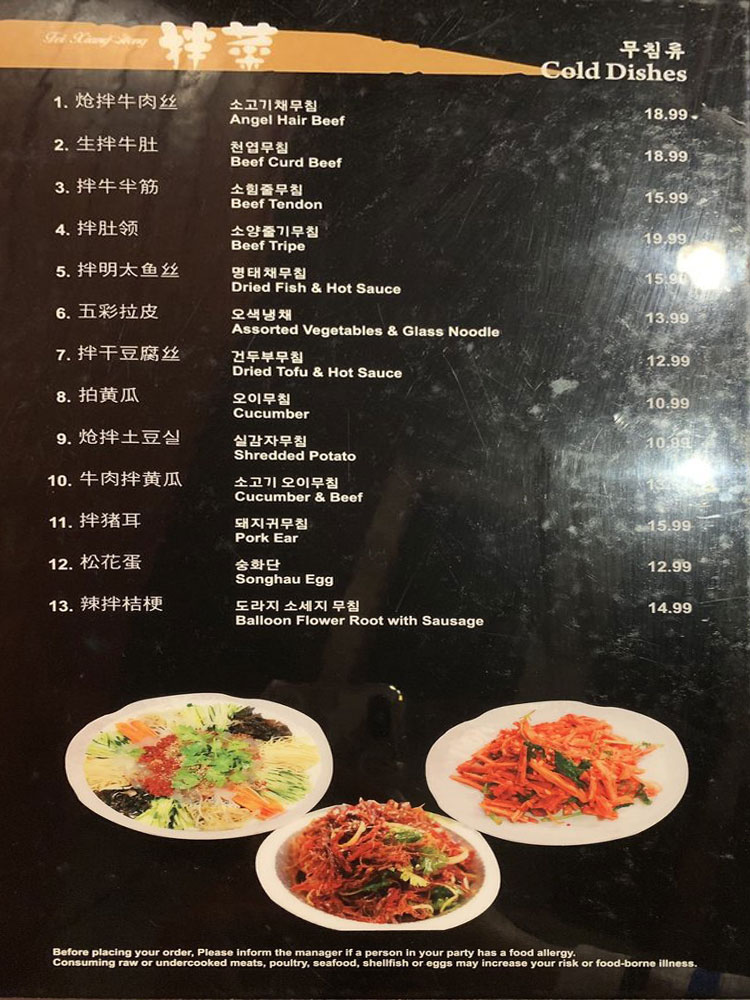 拌菜
무침류
Cold Dishes
1. 炝拌牛肉丝 소고기채무침 18.99
Angel Hair Beef
2. 生拌牛肚 천엽무침 18.99
Beef Curd Beef
3. 拌牛半筋 소힘줄무침 15.99
Beef Tendon
4. 拌肚领 소양줄기무침 19.99
Beef Tripe
5. 拌明太鱼丝 명태채무침 15.99
Dried Fish & Hot Sauce
6. 五彩拉皮 오색냉채 13.99
Assorted Vegetables & Glass Noodle
7. 拌干豆腐丝 건두부무침 12.99
Dried Tofu & Hot Sauce
8. 拍黄瓜 오이무침 10.99
Cucumber
9. 炝拌土豆실 실감자무침 10.99
Shredded Potato
10. 牛肉拌黄瓜 소고기 오이무침
Cucumber & Beef
11. 拌猪耳 돼지귀무침 15.99
Pork Ear
12. 松花蛋 숭화단 12.99
Songhau Egg
13. 辣拌桔梗 도라지 소세지 무침 14.99
Balloon Flower Root with Sausage
Before placing your order, Please inform the manager if a person in your party has a food allergy.
Consuming raw or undercooked meats, poultry, seafood, shellfish or eggs may increase your risk or food-borne illness.